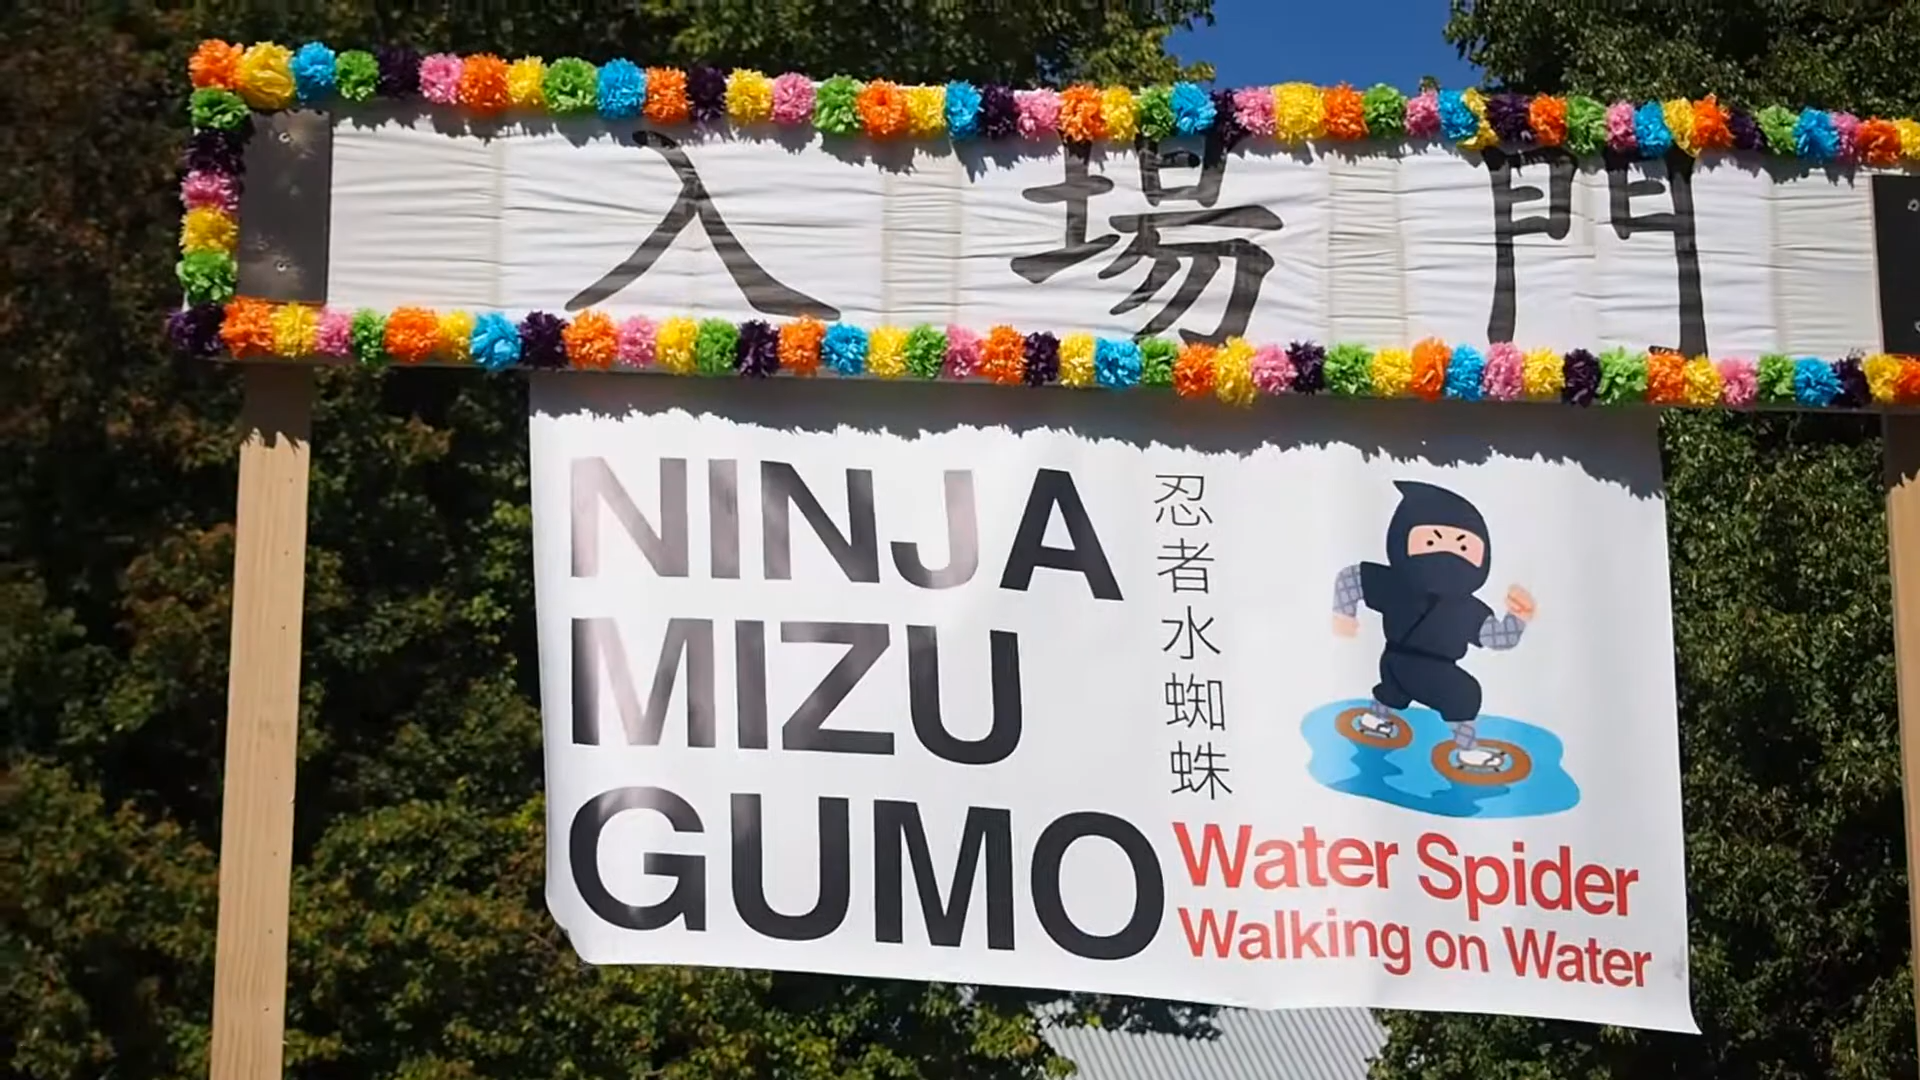 入場門
NINJA
MIZU
GUMO
忍者水蜘蛛
Water Spider
Walking on Water